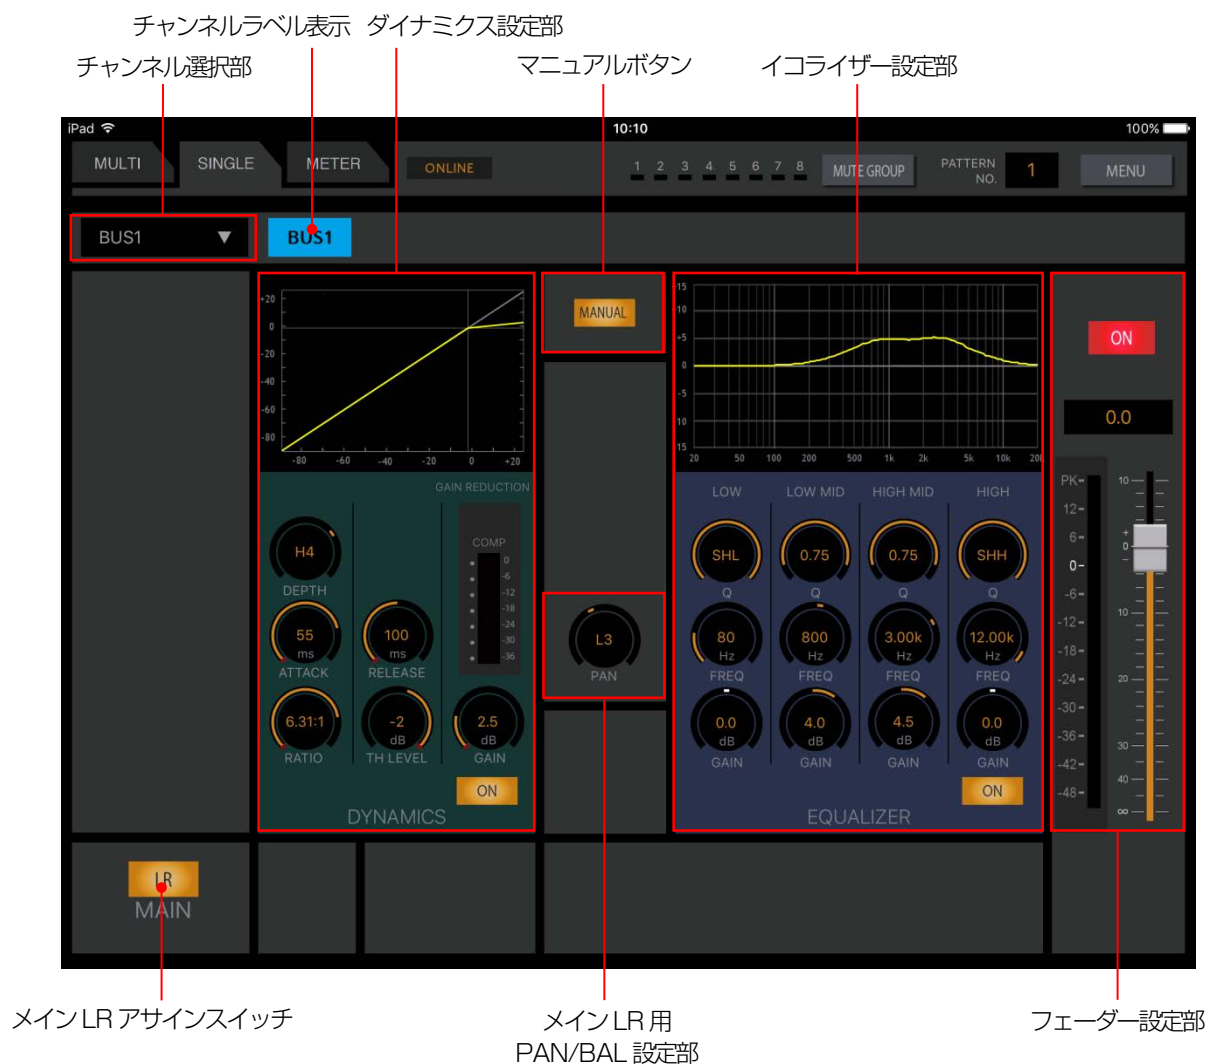 チャンネルラベル表示 ダイナミクス設定部
チャンネル選択部 マニュアルボタン イコライザー設定部
iPad 10:10 100%
MULTI SINGLE METER ONLINE 1 2 3 4 5 6 7 8 MUTE GROUP PATTERN NO. 1 MENU
BUS1 ▼ BUS1
+20
0
-20
-40
-60
-80
-80 -60 -40 -20 0 +20
GAIN REDUCTION
H4
DEPTH
COMP
0
-6
-12
-18
-24
-30
-36
55
ms
ATTACK
100
ms
RELEASE
6.31:1
RATIO
-2
dB
TH LEVEL
2.5
dB
GAIN
ON
DYNAMICS
MANUAL
L3
PAN
-15
-10
+5
0
-5
10
15
20 50 100 200 500 1k 2k 5k 10k 20k
LOW LOW MID HIGH MID HIGH
SHL 0.75 0.75 SHH
Q Q Q Q
80 800 3.00k 12.00k
Hz Hz Hz Hz
FREQ FREQ FREQ FREQ
0.0 4.0 4.5 0.0
dB dB dB dB
GAIN GAIN GAIN GAIN
ON
EQUALIZER
ON
0.0
PK-
12-
6-
0-
-6-
-12-
-18-
-24-
-30-
-36-
-42-
-48-
10
+
0
-
10
20
30
40
∞
LR
MAIN
メイン LR アサインスイッチ メイン LR 用 フェーダー設定部
PAN/BAL 設定部